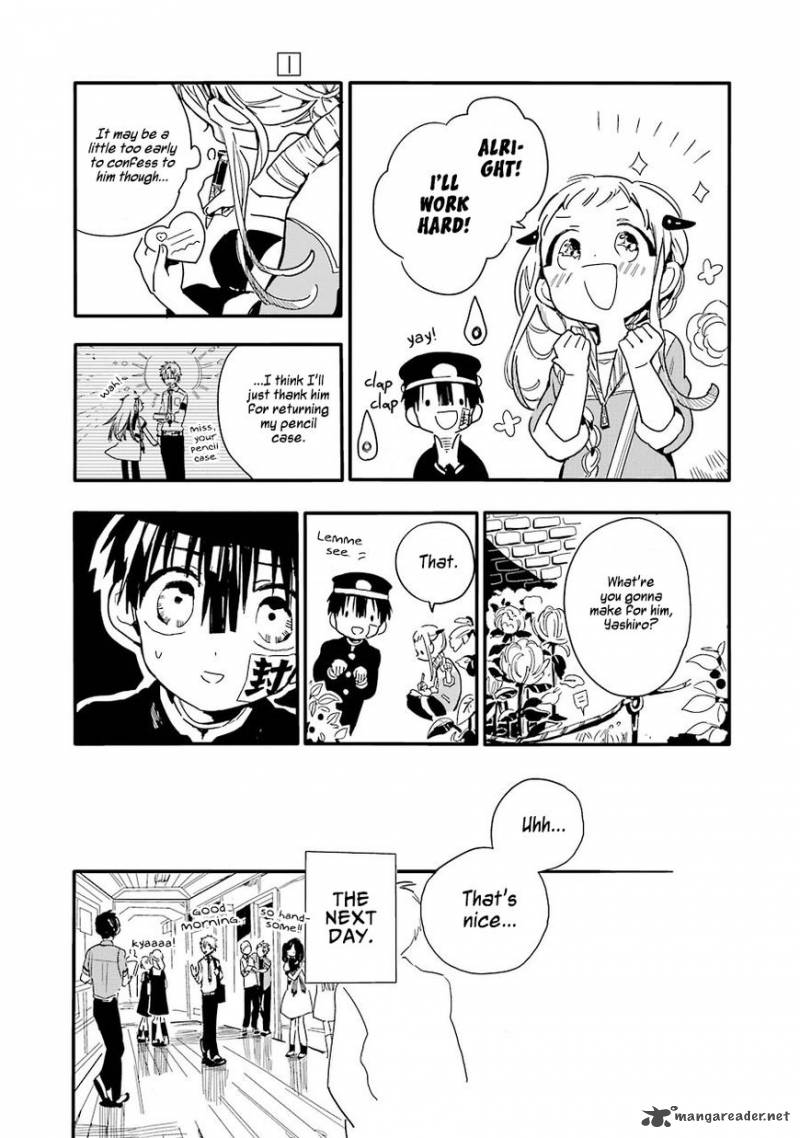 ALRI-
GHT!
I'LL
WORK
HARD!
yay!
clap
clap
It may be a
little too early
to confess to
him though...
...I think I'll
just thank him
for returning
my pencil
case.
wah!
miss,
your
pencil
case
What're
you gonna
make for him,
Yashiro?
That.
Lemme
see
封
Uhh...
That's
nice...
THE
NEXT
DAY.
kyaaaa!
GOOD
MORNING...
so hand-
some!!
mangareader.net